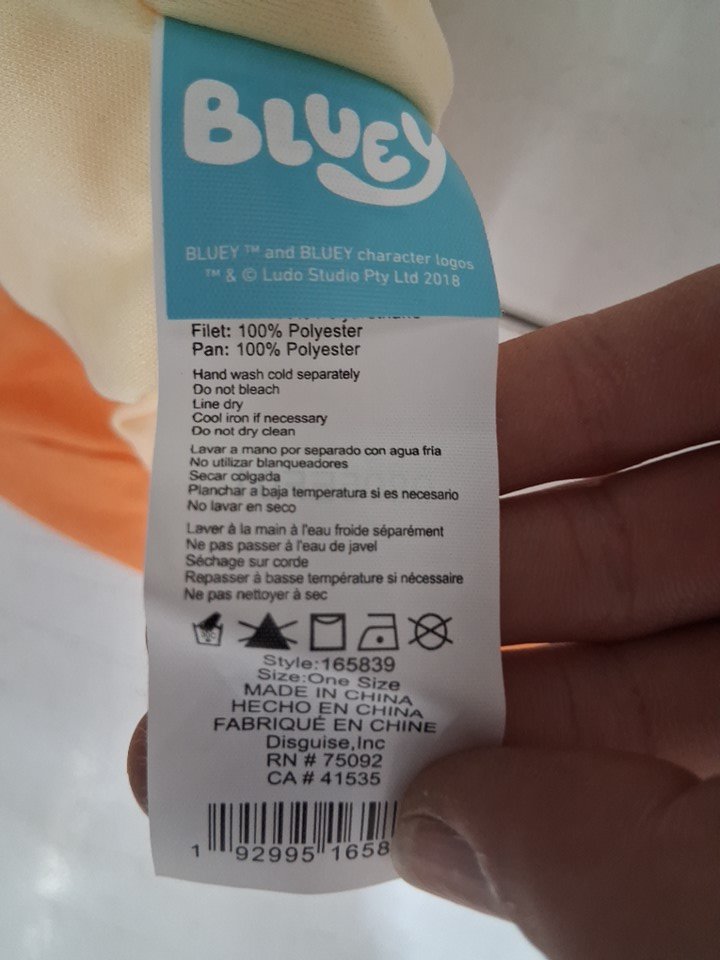 BLUEY
BLUEY ™ and BLUEY character logos
™ & © Ludo Studio Pty Ltd 2018
Filet: 100% Polyester
Pan: 100% Polyester
Hand wash cold separately
Do not bleach
Line dry
Cool iron if necessary
Do not dry clean
Lavar a mano por separado con agua fria
No utilizar blanqueadores
Secar colgada
Planchar a baja temperatura si es necesario
No lavar en seco
Laver à la main à l'eau froide séparément
Ne pas passer à l'eau de javel
Séchage sur corde
Repasser à basse température si nécessaire
Ne pas nettoyer à sec
Style:165839
Size:One Size
MADE IN CHINA
HECHO EN CHINA
FABRIQUÉ EN CHINE
Disguise,Inc
RN # 75092
CA # 41535
1 92995 1658